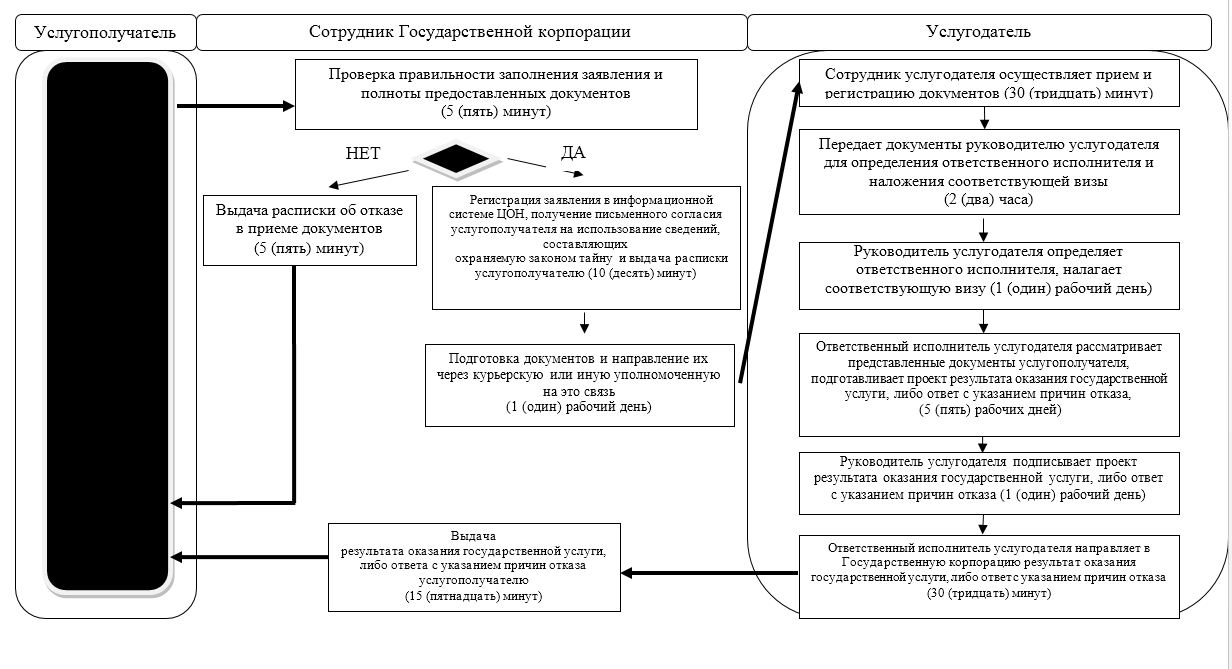 Услугополучатель
Сотрудник Государственной корпорации
Услугодатель
Проверка правильности заполнения заявления и
полноты предоставленных документов
(5 (пять) минут)
НЕТ
ДА
Выдача расписки об отказе
в приеме документов
(5 (пять) минут)
Регистрация заявления в информационной
системе ЦОН, получение письменного согласия
услугополучателя на использование сведений,
составляющих
охраняемую законом тайну и выдача расписки
услугополучателю (10 (десять) минут)
Подготовка документов и направление их
через курьерскую или иную уполномоченную
на это связь
(1 (один) рабочий день)
Сотрудник услугодателя осуществляет прием и
регистрацию документов (30 (тридцать) минут)
Передает документы руководителю услугодателя
для определения ответственного исполнителя и
наложения соответствующей визы
(2 (два) часа)
Руководитель услугодателя определяет
ответственного исполнителя, налагает
соответствующую визу (1 (один) рабочий день)
Ответственный исполнитель услугодателя рассматривает
представленные документы услугополучателя,
подготавливает проект результата оказания государственной
услуги, либо ответ с указанием причин отказа,
(5 (пять) рабочих дней)
Руководитель услугодателя подписывает проект
результата оказания государственной услуги, либо ответ
с указанием причин отказа (1 (один) рабочий день)
Ответственный исполнитель услугодателя направляет в
Государственную корпорацию результат оказания
государственной услуги, либо ответ с указанием причин отказа
(30 (тридцать) минут)
Выдача
результата оказания государственной услуги,
либо ответа с указанием причин отказа
услугополучателю
(15 (пятнадцать) минут)